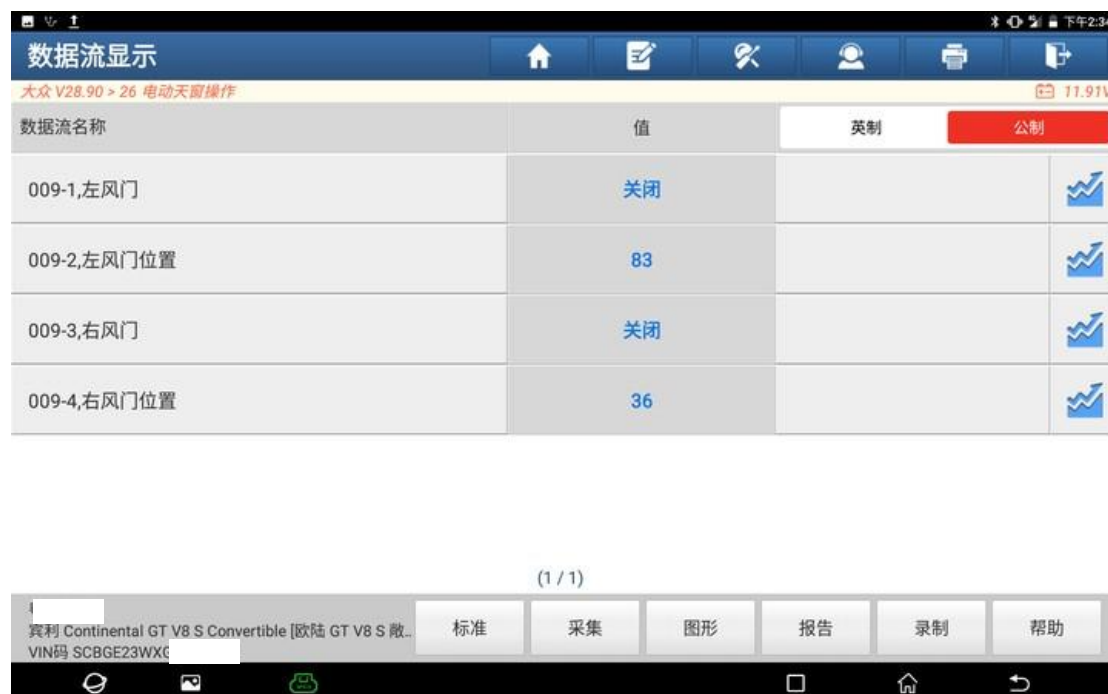 下午2:34
数据流显示
大众 V28.90 > 26 电动天窗操作
11.91V
数据流名称 值 英制 公制
009-1,左风门 关闭
009-2,左风门位置 83
009-3,右风门 关闭
009-4,右风门位置 36
(1 / 1)
宾利 Continental GT V8 S Convertible [欧陆 GT V8 S 敞..
VIN码 SCBGE23WXG
标准 采集 图形 报告 录制 帮助